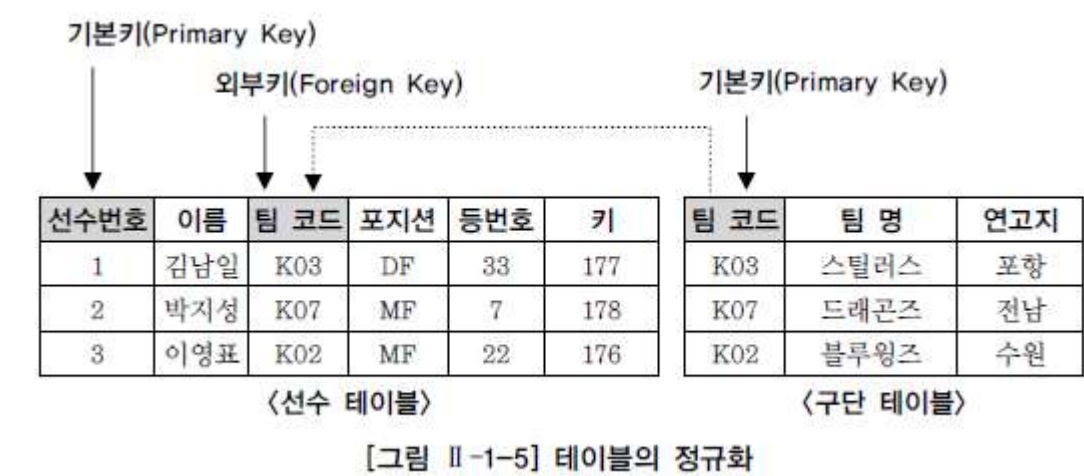 기본키(Primary Key)
외부키(Foreign Key) 기본키(Primary Key)
선수번호 이름 팀 코드 포지션 등번호 키 팀 코드 팀 명 연고지
1 김남일 K03 DF 33 177 K03 스틸러스 포항
2 박지성 K07 MF 7 178 K07 드래곤즈 전남
3 이영표 K02 MF 22 176 K02 블루윙즈 수원
〈선수 테이블〉 〈구단 테이블〉
[그림 Ⅱ-1-5] 테이블의 정규화